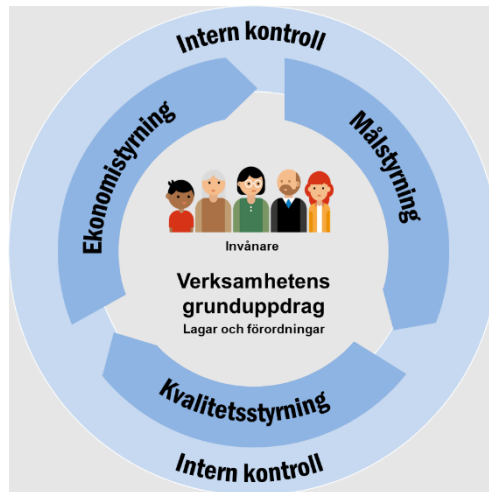 Intern kontroll
Ekonomistyrning
Målstyrning
Invånare
Verksamhetens
grunduppdrag
Lagar och förordningar
Kvalitetsstyrning
Intern kontroll